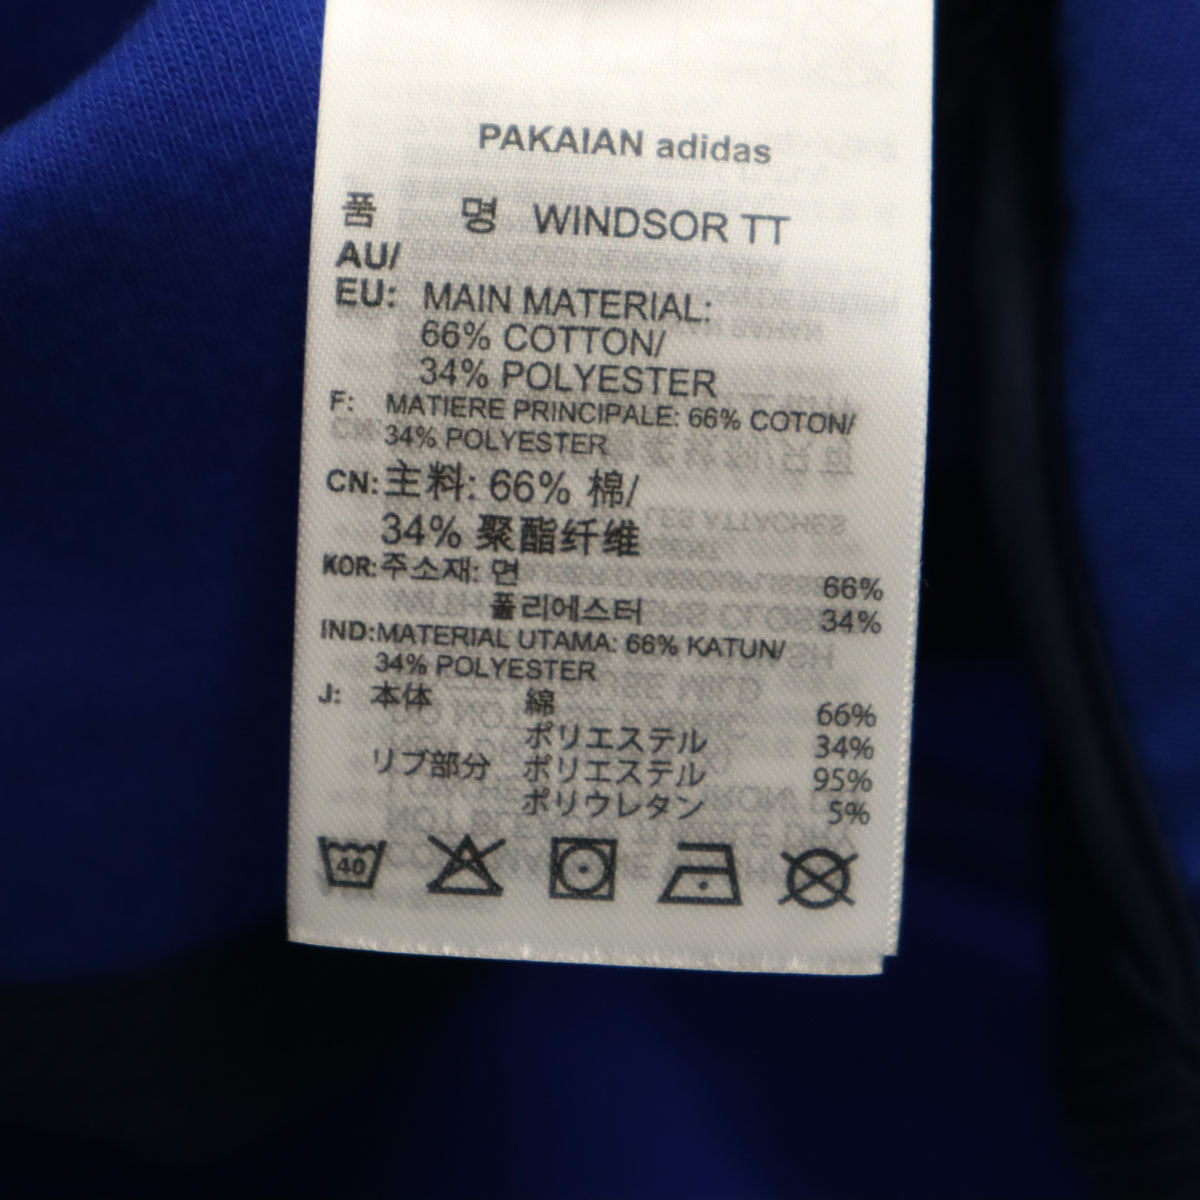 PAKAIAN adidas
품 명 WINDSOR TT
AU/
EU: MAIN MATERIAL:
66% COTTON/
34% POLYESTER
F: MATIERE PRINCIPALE: 66% COTON/
34% POLYESTER
CN: 主料: 66% 棉/
34% 聚酯纤维
KOR: 주소재: 면 66%
폴리에스터 34%
IND: MATERIAL UTAMA: 66% KATUN/
34% POLYESTER
J: 本体 綿 66%
ポリエステル 34%
リブ部分 ポリエステル 95%
ポリウレタン 5%
40